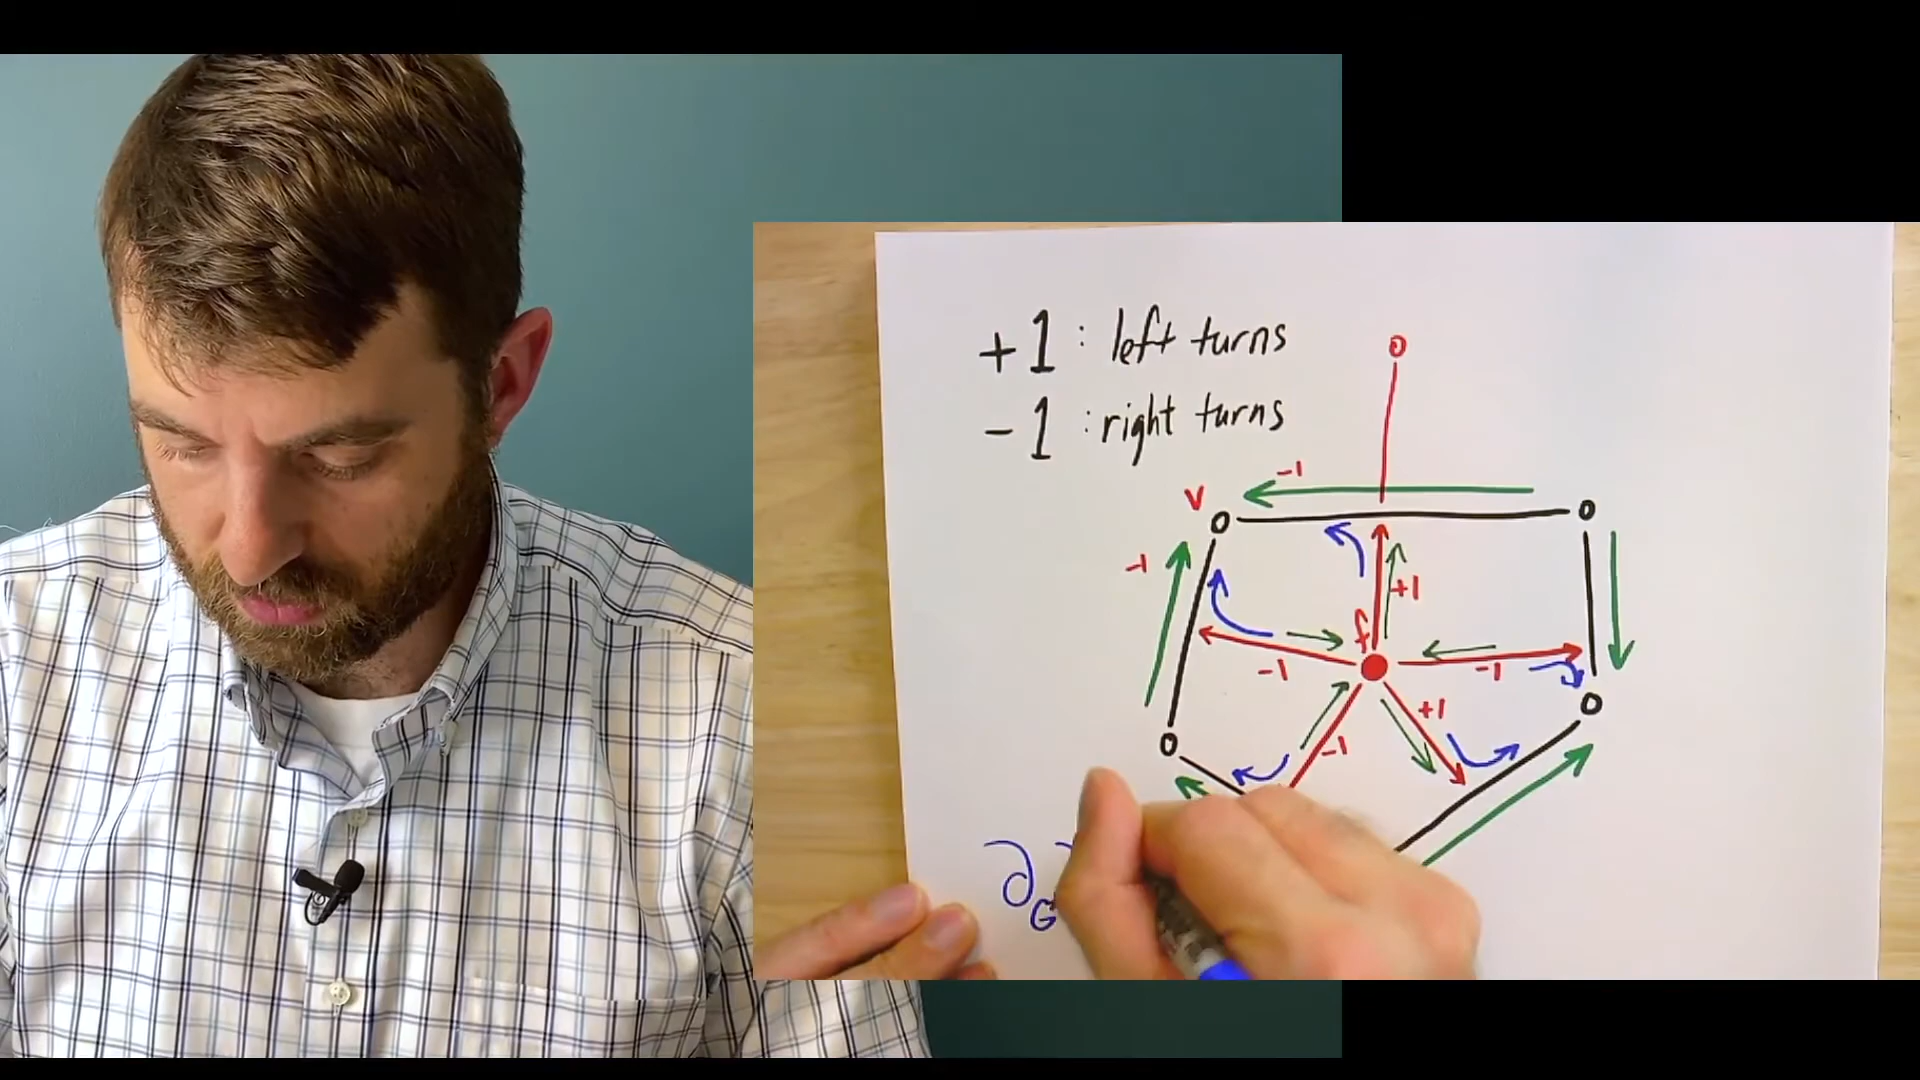 +1 : left turns
-1 : right turns
-1
v
-1
+1
f
-1
-1
+1
-1
∂G*